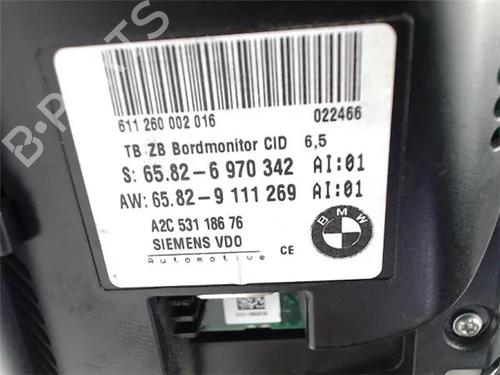 B-PARTS
611 260 002 016 022466
TB ZB Bordmonitor CID 6,5
S: 65.82-6 970 342 AI:01
AW: 65.82-9 111 269 AI:01
A2C 531 186 76
SIEMENS VDO
Automotive CE
BMW